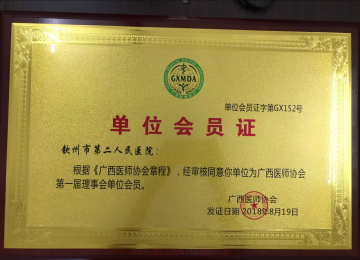 GXMDA
单位会员证字第GX152号
单位会员证
钦州市第二人民医院：
根据《广西医师协会章程》，经审核同意你单位为广西医师协会
第一届理事会单位会员。
广西医师协会
发证日期 2018年8月19日